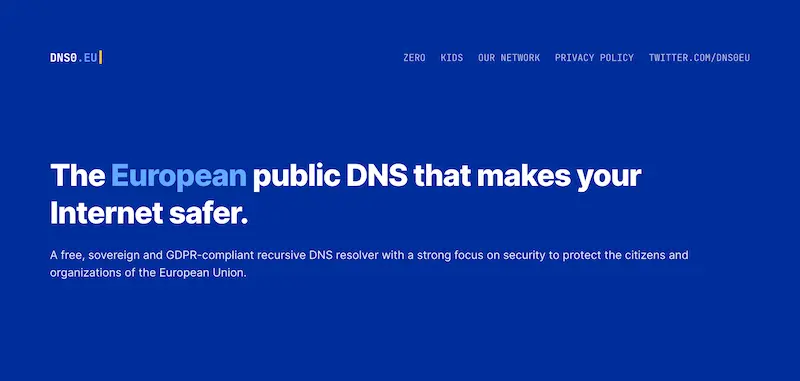 DNS0.EU
ZERO KIDS OUR NETWORK PRIVACY POLICY TWITTER.COM/DNS0EU
The European public DNS that makes your
Internet safer.
A free, sovereign and GDPR-compliant recursive DNS resolver with a strong focus on security to protect the citizens and
organizations of the European Union.